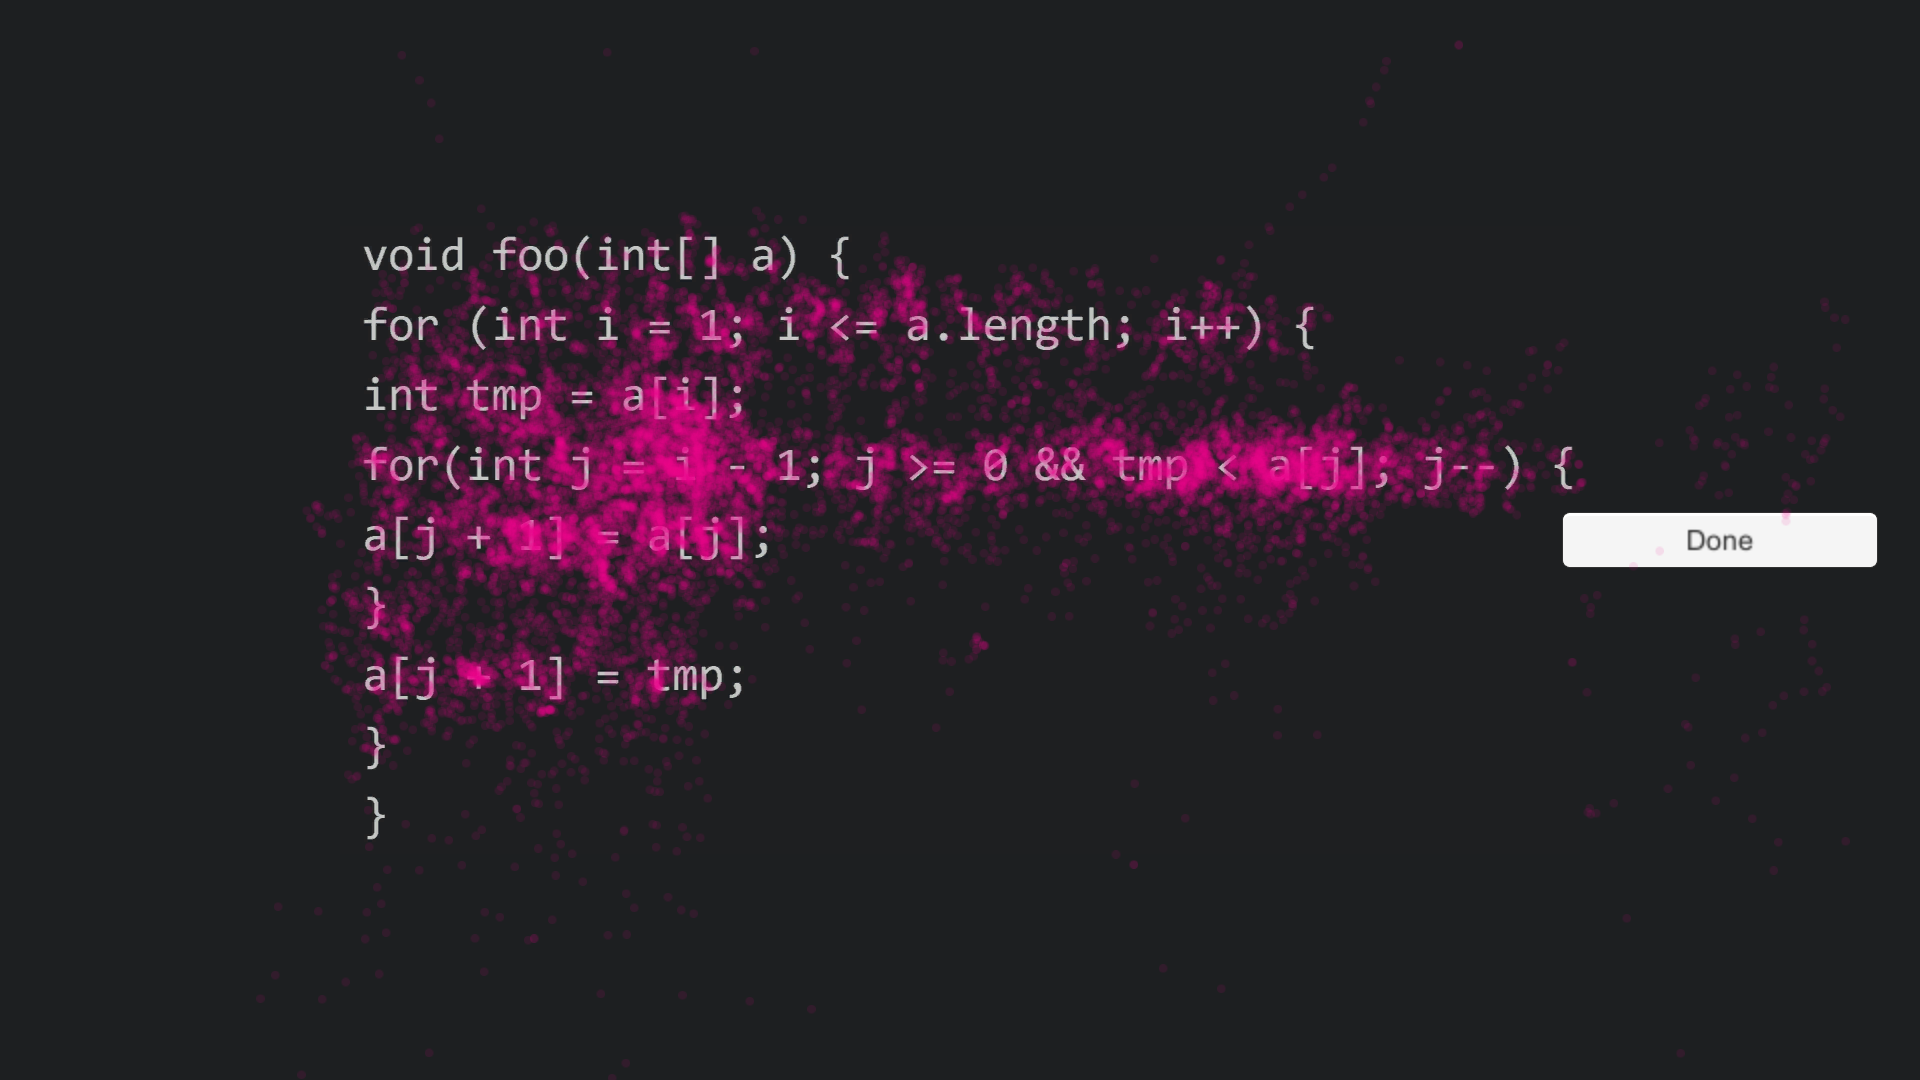 void foo(int[] a) {
for (int i = 1; i <= a.length; i++) {
int tmp = a[i];
for(int j = i - 1; j >= 0 && tmp < a[j]; j--) {
a[j + 1] = a[j];
}
a[j + 1] = tmp;
}
}
Done